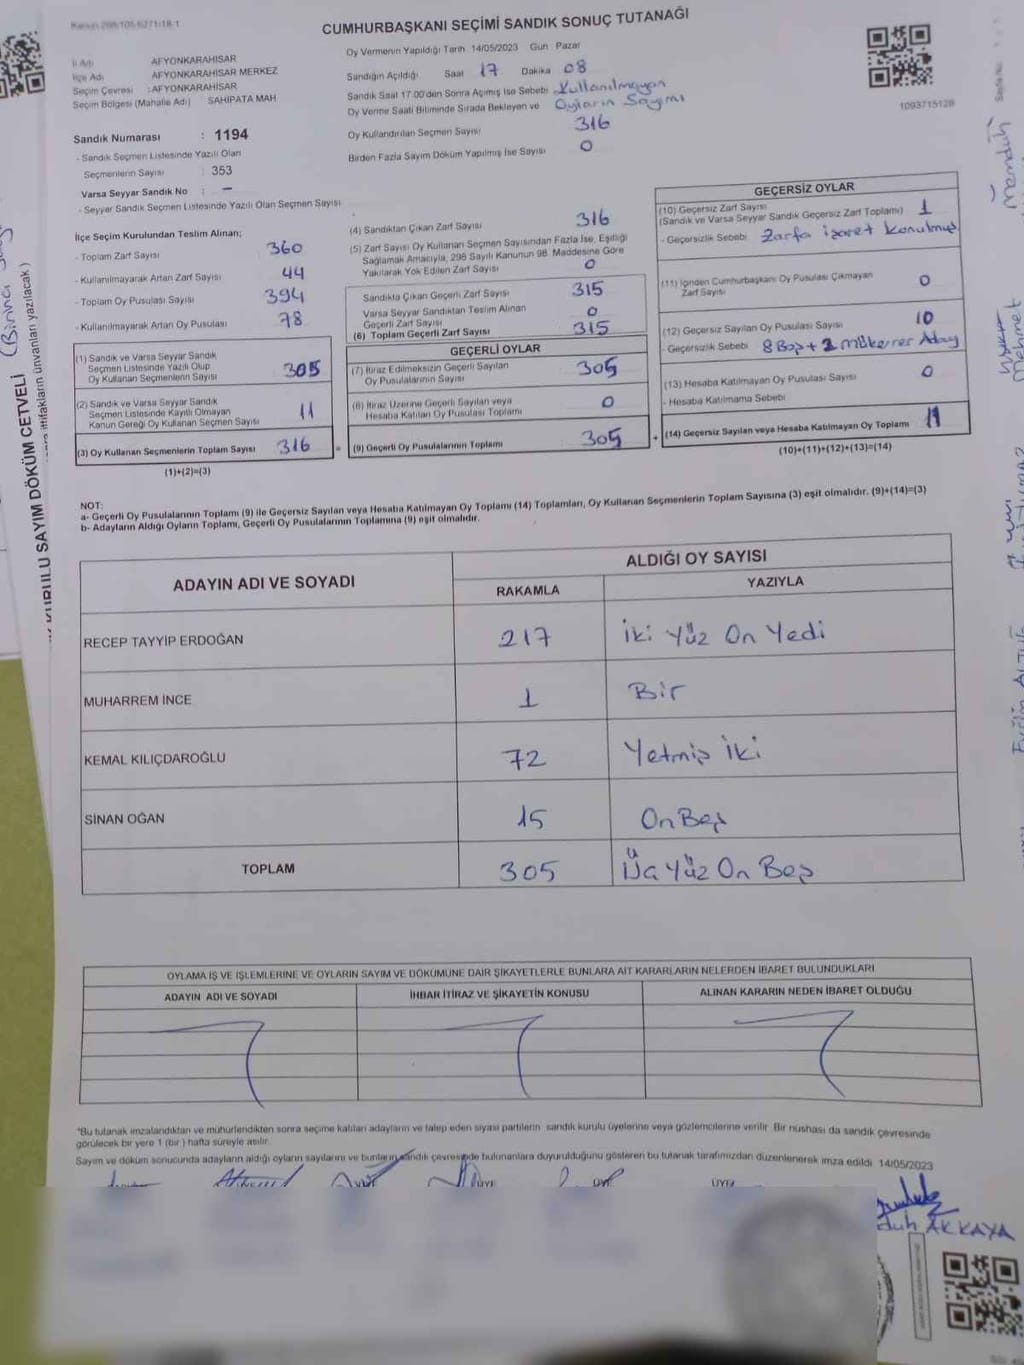 CUMHURBAŞKANI SEÇİMİ SANDIK SONUÇ TUTANAĞI
İl Adı AFYONKARAHISAR
İlçe Adı AFYONKARAHISAR MERKEZ
Seçim Çevresi : AFYONKARAHISAR
Seçim Bölgesi (Mahalle Adı) SAHIPATA MAH
Sandık Numarası : 1194
- Sandık Seçmen Listesinde Yazılı Olan
Seçmenlerin Sayısı : 353
Varsa Seyyar Sandık No : –
- Seyyar Sandık Seçmen Listesinde Yazılı Olan Seçmen Sayısı
Oy Vermenin Yapıldığı Tarih 14/05/2023 Gün Pazar
Sandığın Açıldığı Saat 17 Dakika 08
Sandık Saat 17.00'den Sonra Açılmış İse Sebebi Kullanılmayan
Oy Verme Saati Bitiminde Sırada Bekleyen ve Oyların Sayımı
Oy Kullandırılan Seçmen Sayısı 316
Birden Fazla Sayım Döküm Yapılmış İse Sayısı 0
1093715128
İlçe Seçim Kurulundan Teslim Alınan;
- Toplam Zarf Sayısı 360
- Kullanılmayarak Artan Zarf Sayısı 44
- Toplam Oy Pusulası Sayısı 394
- Kullanılmayarak Artan Oy Pusulası 78
(1) Sandık ve Varsa Seyyar Sandık
Seçmen Listesinde Yazılı Olup
Oy Kullanan Seçmenlerin Sayısı 305
(2) Sandık ve Varsa Seyyar Sandık
Seçmen Listesinde Kayıtlı Olmayan
Kanun Gereği Oy Kullanan Seçmen Sayısı 11
(3) Oy Kullanan Seçmenlerin Toplam Sayısı 316
(1)+(2)=(3)
(4) Sandıktan Çıkan Zarf Sayısı 316
(5) Zarf Sayısı Oy Kullanan Seçmen Sayısından Fazla İse, Eşitliği
Sağlamak Amacıyla, 298 Sayılı Kanunun 98. Maddesine Göre
Yakılarak Yok Edilen Zarf Sayısı 0
Sandıkta Çıkan Geçerli Zarf Sayısı 315
Varsa Seyyar Sandıktan Teslim Alınan
Geçerli Zarf Sayısı 0
(6) Toplam Geçerli Zarf Sayısı 315
GEÇERLİ OYLAR
(7) İtiraz Edilmeksizin Geçerli Sayılan
Oy Pusulalarının Sayısı 305
(8) İtiraz Üzerine Geçerli Sayılan veya
Hesaba Katılan Oy Pusulası Toplamı 0
= (9) Geçerli Oy Pusulalarının Toplamı 305
GEÇERSİZ OYLAR
(10) Geçersiz Zarf Sayısı
(Sandık ve Varsa Seyyar Sandık Geçersiz Zarf Toplamı) 1
- Geçersizlik Sebebi Zarfa işaret konulmuş
(11) İçinden Cumhurbaşkanı Oy Pusulası Çıkmayan
Zarf Sayısı 0
(12) Geçersiz Sayılan Oy Pusulası Sayısı 10
- Geçersizlik Sebebi 8 Boş + 2 Mükerrer Aday
(13) Hesaba Katılmayan Oy Pusulası Sayısı 0
- Hesaba Katılmama Sebebi
+ (14) Geçersiz Sayılan veya Hesaba Katılmayan Oy Toplamı 11
(10)+(11)+(12)+(13)=(14)
NOT:
a- Geçerli Oy Pusulalarının Toplamı (9) ile Geçersiz Sayılan veya Hesaba Katılmayan Oy Toplamı (14) Toplamları, Oy Kullanan Seçmenlerin Toplam Sayısına (3) eşit olmalıdır. (9)+(14)=(3)
b- Adayların Aldığı Oyların Toplamı, Geçerli Oy Pusulalarının Toplamına (9) eşit olmalıdır.
ADAYIN ADI VE SOYADI
ALDIĞI OY SAYISI
RAKAMLA YAZIYLA
RECEP TAYYİP ERDOĞAN 217 İki Yüz On Yedi
MUHARREM İNCE 1 Bir
KEMAL KILIÇDAROĞLU 72 Yetmiş İki
SİNAN OĞAN 15 On Beş
TOPLAM 305 Üç Yüz On Beş
OYLAMA İŞ VE İŞLEMLERİNE VE OYLARIN SAYIM VE DÖKÜMÜNE DAİR ŞİKAYETLERLE BUNLARA AİT KARARLARIN NELERDEN İBARET BULUNDUKLARI
ADAYIN ADI VE SOYADI
İHBAR İTİRAZ VE ŞİKAYETİN KONUSU
ALINAN KARARIN NEDEN İBARET OLDUĞU
*Bu tutanak imzalandıktan ve mühürlendikten sonra seçime katılan adayların ve talep eden siyasi partilerin sandık kurulu üyelerine veya gözlemcilerine verilir. Bir nüshası da sandık çevresinde
görülecek bir yere 1 (bir) hafta süreyle asılır.
Sayım ve döküm sonucunda adayların aldığı oyların sayılarını ve bunların sandık çevresinde bulunanlara duyurulduğunu gösteren bu tutanak tarafımızdan düzenlenerek imza edildi. 14/05/2023
ÜYE
duh AKKAYA
KURULU SAYIM DÖKÜM CETVELİ (Birinci
ittifakların ünvanları yazılacak )
Memduh
Mehmet